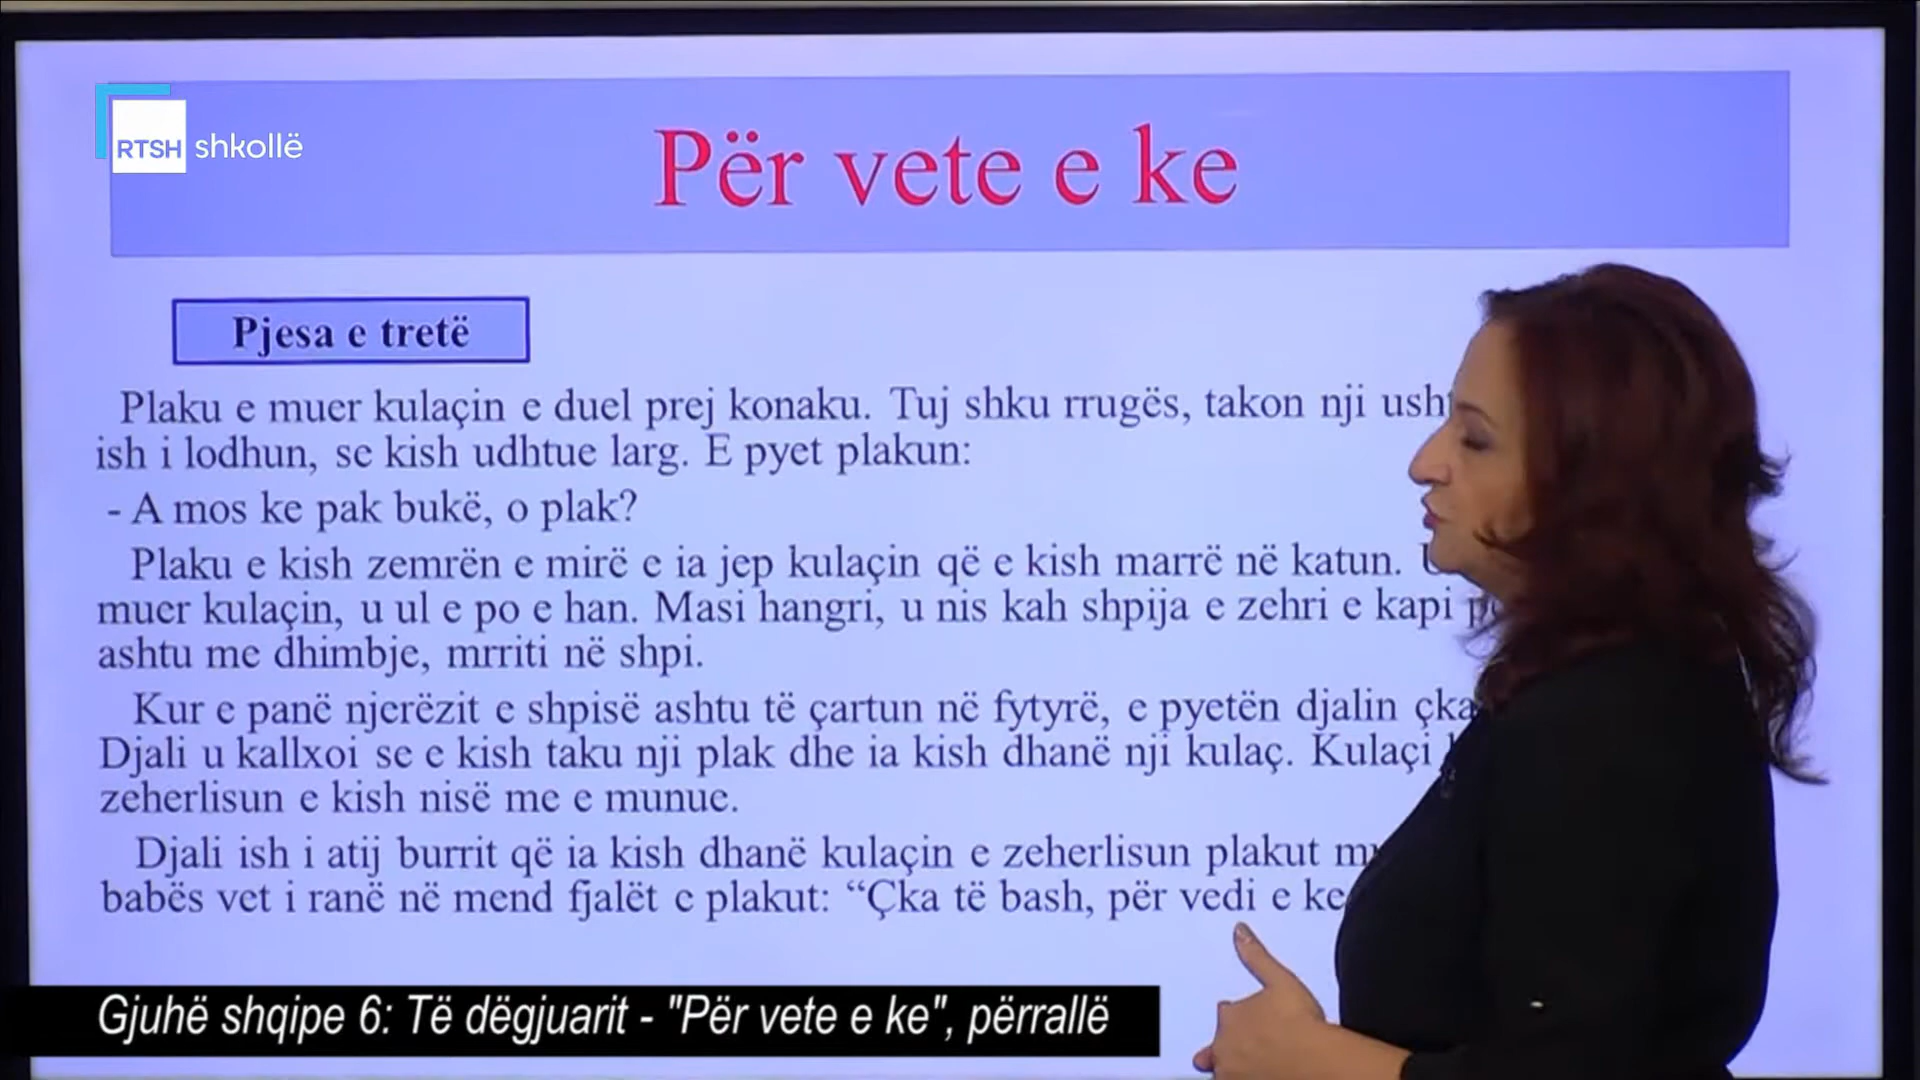 RTSH shkollë
Për vete e ke
Pjesa e tretë
Plaku e muer kulaçin e duel prej konaku. Tuj shku rrugës, takon nji
ish i lodhun, se kish udhtue larg. E pyet plakun:
- A mos ke pak bukë, o plak?
Plaku e kish zemrën e mirë e ia jep kulaçin që e kish marrë në katun.
muer kulaçin, u ul e po e han. Masi hangri, u nis kah shpija e zehri e kapi
ashtu me dhimbje, mrriti në shpi.
Kur e panë njerëzit e shpisë ashtu të çartun në fytyrë, e pyetën djalin çka
Djali u kallxoi se e kish taku nji plak dhe ia kish dhanë nji kulaç. Kulaçi
zeherlisun e kish nisë me e munue.
Djali ish i atij burrit që ia kish dhanë kulaçin e zeherlisun plakut
babës vet i ranë në mend fjalët e plakut: “Çka të bash, për vedi e ke
Gjuhë shqipe 6: Të dëgjuarit - "Për vete e ke", përrallë